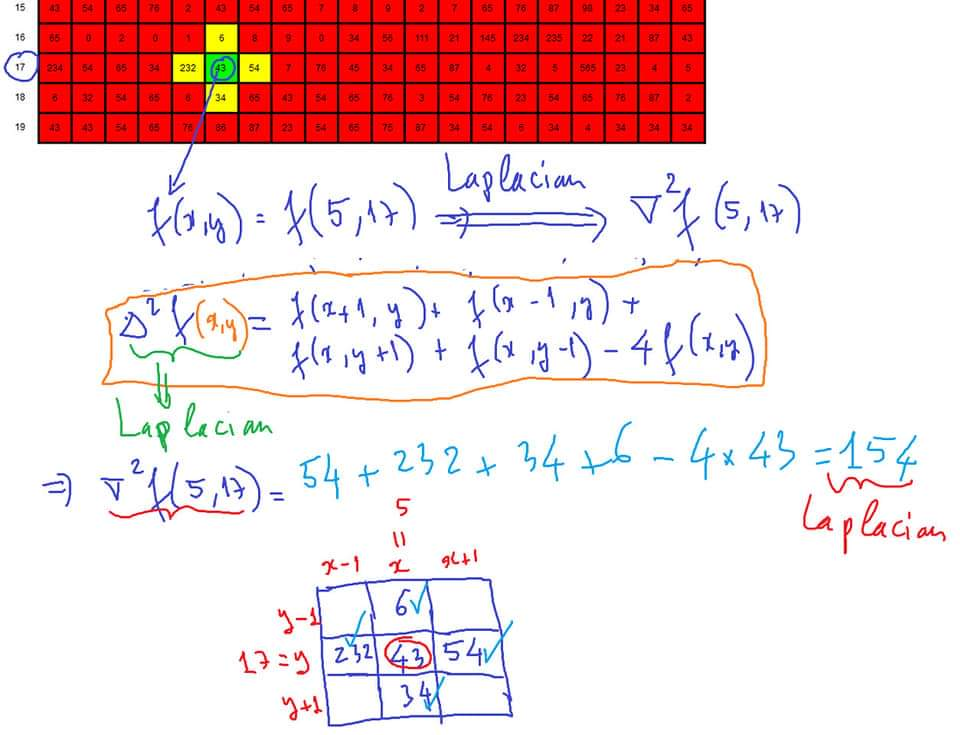 15 43 54 65 76 2 43 54 65 7 8 9 2 7 65 76 87 98 23 34 65
16 65 0 2 0 1 6 8 9 0 34 56 111 21 145 234 235 22 21 87 43
17 234 54 65 34 232 43 54 7 76 45 34 65 87 4 32 5 565 23 4 5
18 6 32 54 65 6 34 65 43 54 65 76 3 54 76 23 54 65 76 87 2
19 43 43 54 65 76 86 87 23 54 65 76 87 34 54 6 34 4 34 34 34
Laplacian
f(x,y) = f(5,17) ⇒ ∇²f(5,17)
Δ²f(x,y) = f(x+1,y) + f(x-1,y) +
f(x,y+1) + f(x,y-1) - 4f(x,y)
Laplacian
⇒ ∇²f(5,17) = 54 + 232 + 34 + 6 - 4×43 = 154
Laplacian
5
=
x-1 x x+1
y-1 6
17=y 232 43 54
y+1 34